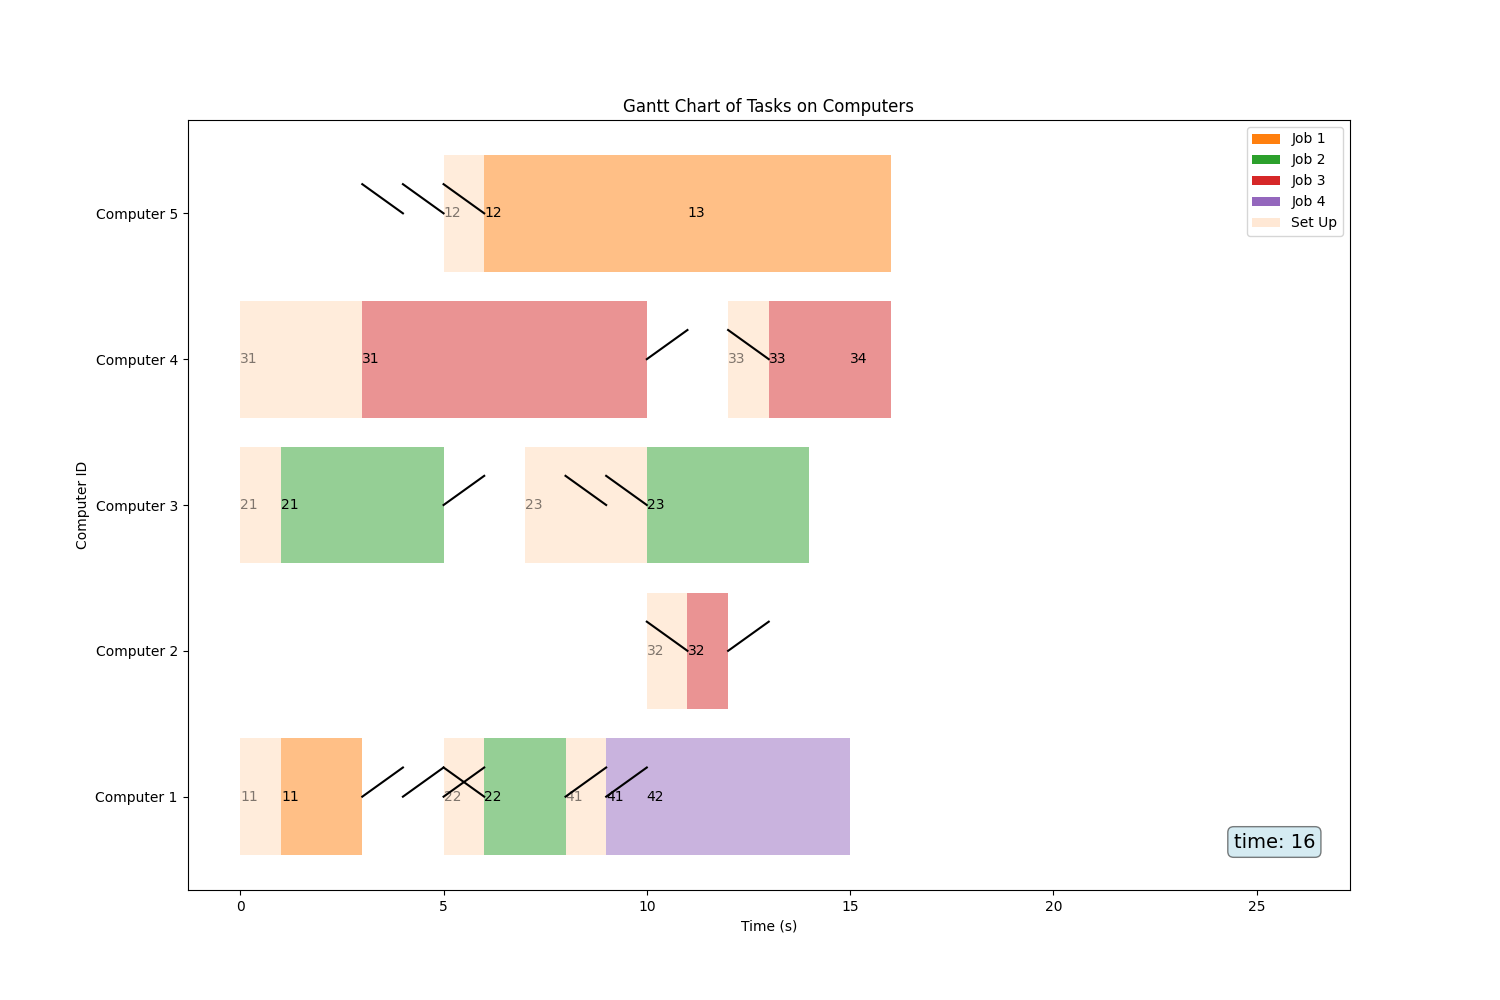 Gantt Chart of Tasks on Computers
Job 1
Job 2
Job 3
Job 4
Set Up
Computer 5
12 12 13
Computer 4
31 31 33 33 34
Computer 3
21 21 23 23
Computer 2
32 32
Computer 1
11 11 22 22 41 41 42
Computer ID
time: 16
0 5 10 15 20 25
Time (s)